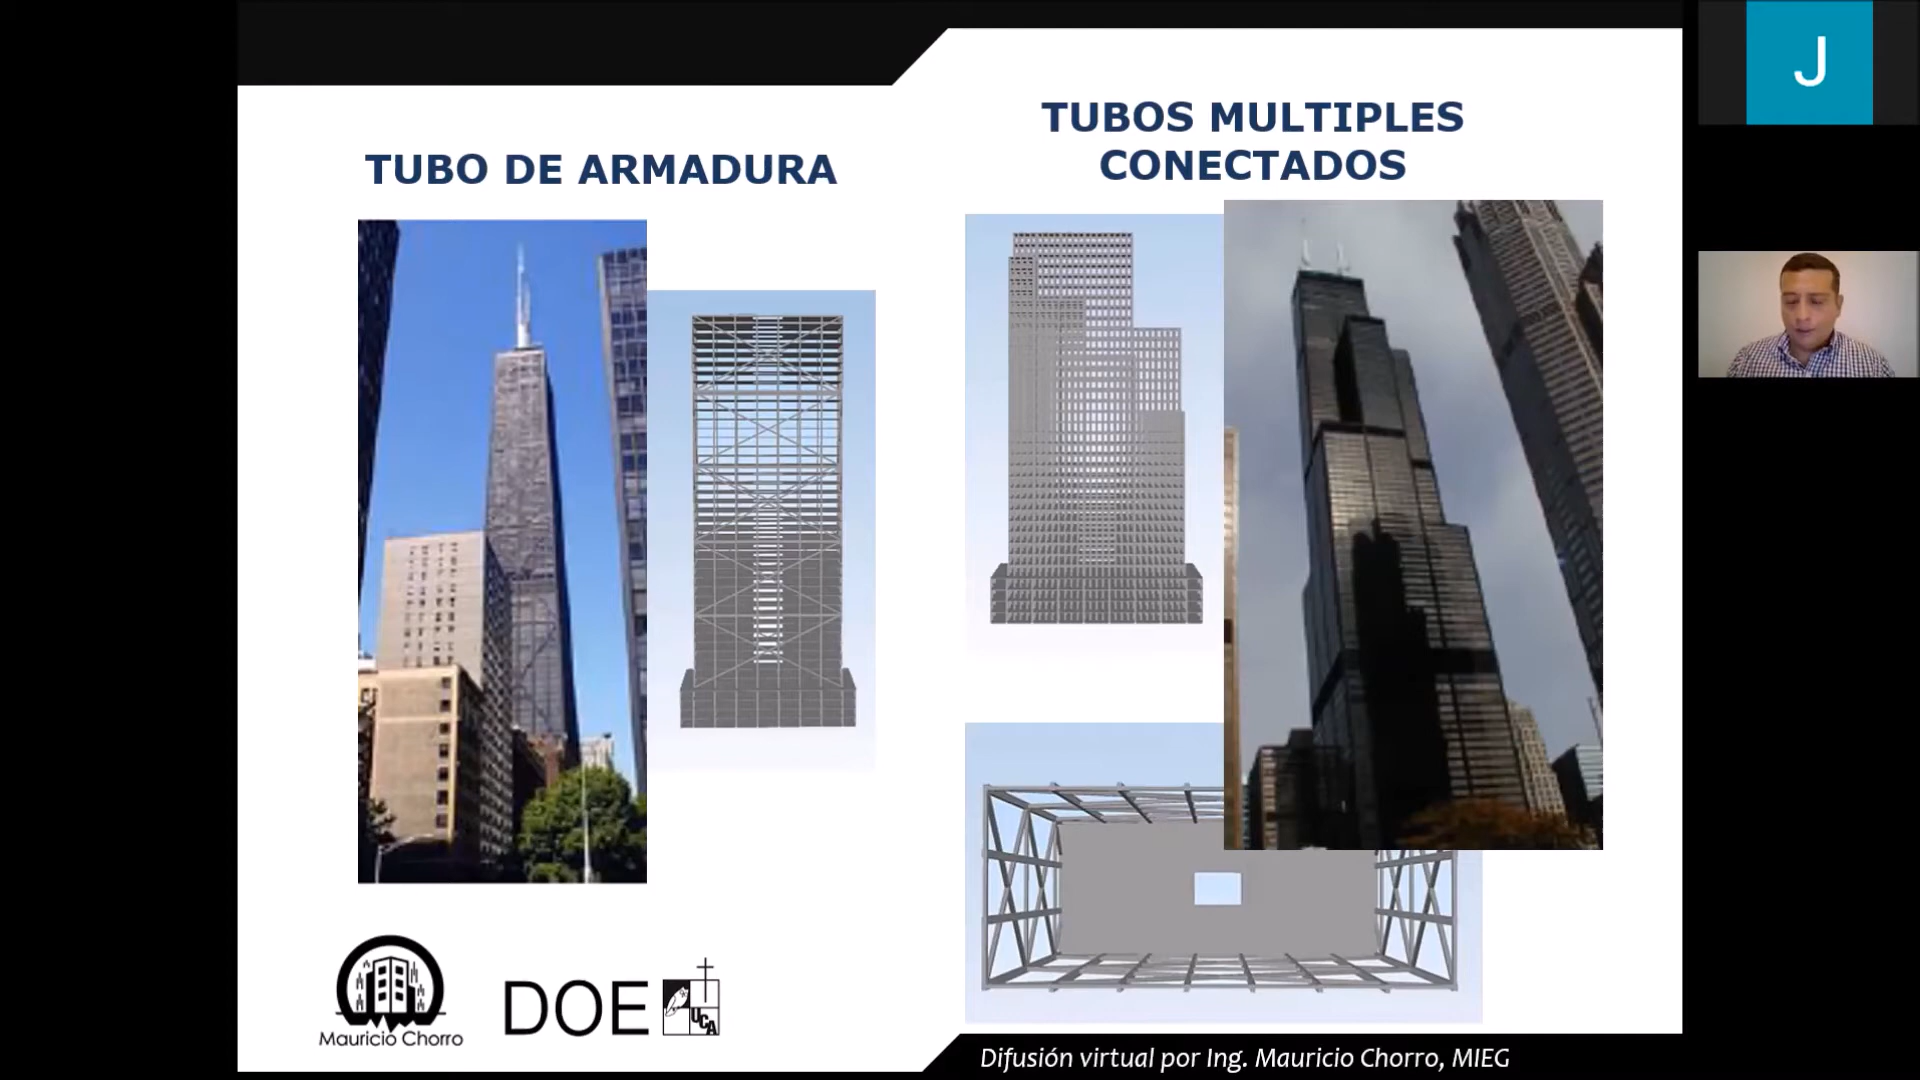 TUBO DE ARMADURA
TUBOS MULTIPLES
CONECTADOS
J
Mauricio Chorro
DOE
UCA
Difusión virtual por Ing. Mauricio Chorro, MIEG